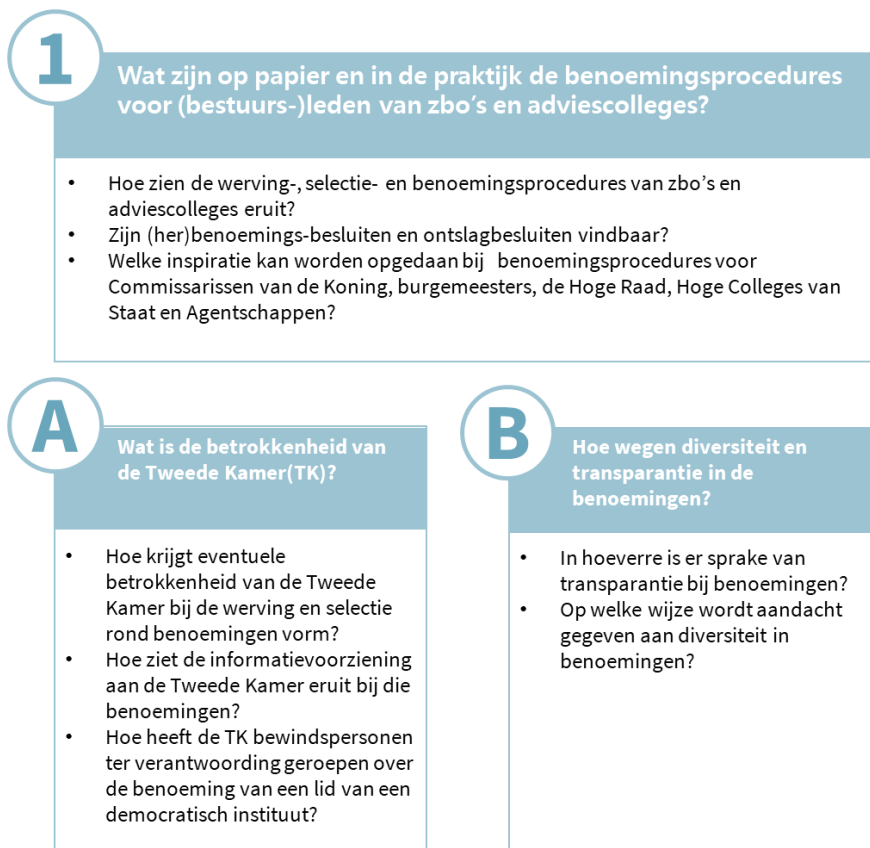 1
Wat zijn op papier en in de praktijk de benoemingsprocedures
voor (bestuurs-)leden van zbo's en adviescolleges?
• Hoe zien de werving-, selectie- en benoemingsprocedures van zbo's en
adviescolleges eruit?
• Zijn (her)benoemings-besluiten en ontslagbesluiten vindbaar?
• Welke inspiratie kan worden opgedaan bij benoemingsprocedures voor
Commissarissen van de Koning, burgemeesters, de Hoge Raad, Hoge Colleges van
Staat en Agentschappen?
A
Wat is de betrokkenheid van
de Tweede Kamer(TK)?
• Hoe krijgt eventuele
betrokkenheid van de Tweede
Kamer bij de werving en selectie
rond benoemingen vorm?
• Hoe ziet de informatievoorziening
aan de Tweede Kamer eruit bij die
benoemingen?
• Hoe heeft de TK bewindspersonen
ter verantwoording geroepen over
de benoeming van een lid van een
democratisch instituut?
B
Hoe wegen diversiteit en
transparantie in de
benoemingen?
• In hoeverre is er sprake van
transparantie bij benoemingen?
• Op welke wijze wordt aandacht
gegeven aan diversiteit in
benoemingen?